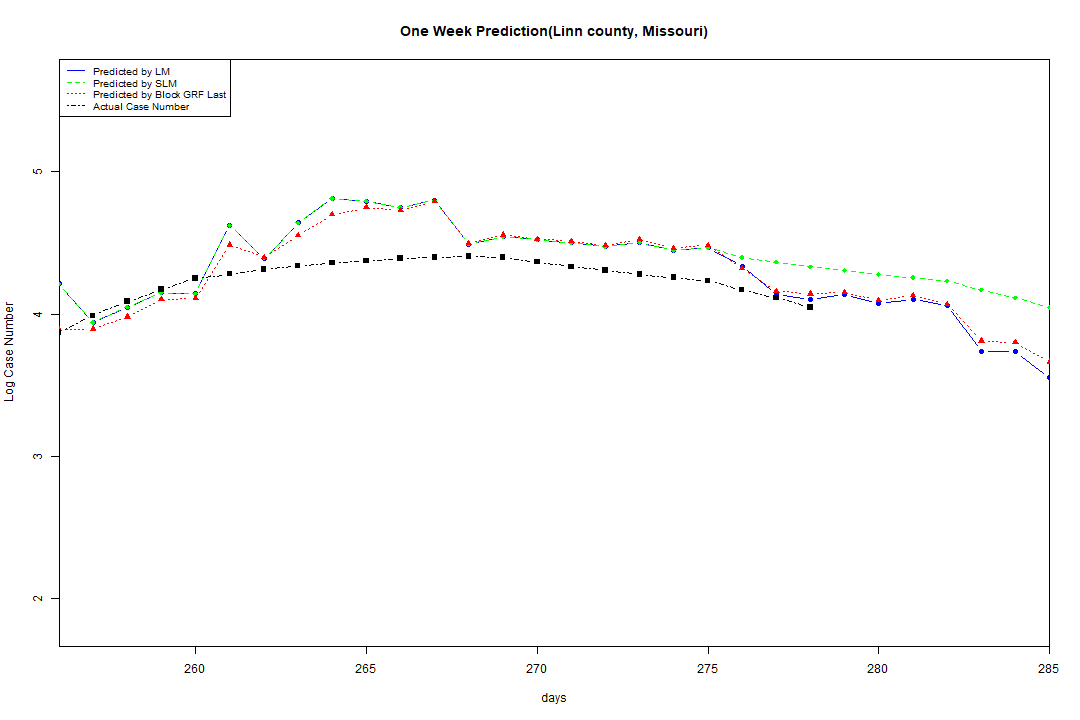 One Week Prediction(Linn county, Missouri)
Predicted by LM
Predicted by SLM
Predicted by Block GRF Last
Actual Case Number
5
4
3
2
Log Case Number
260 265 270 275 280 285
days